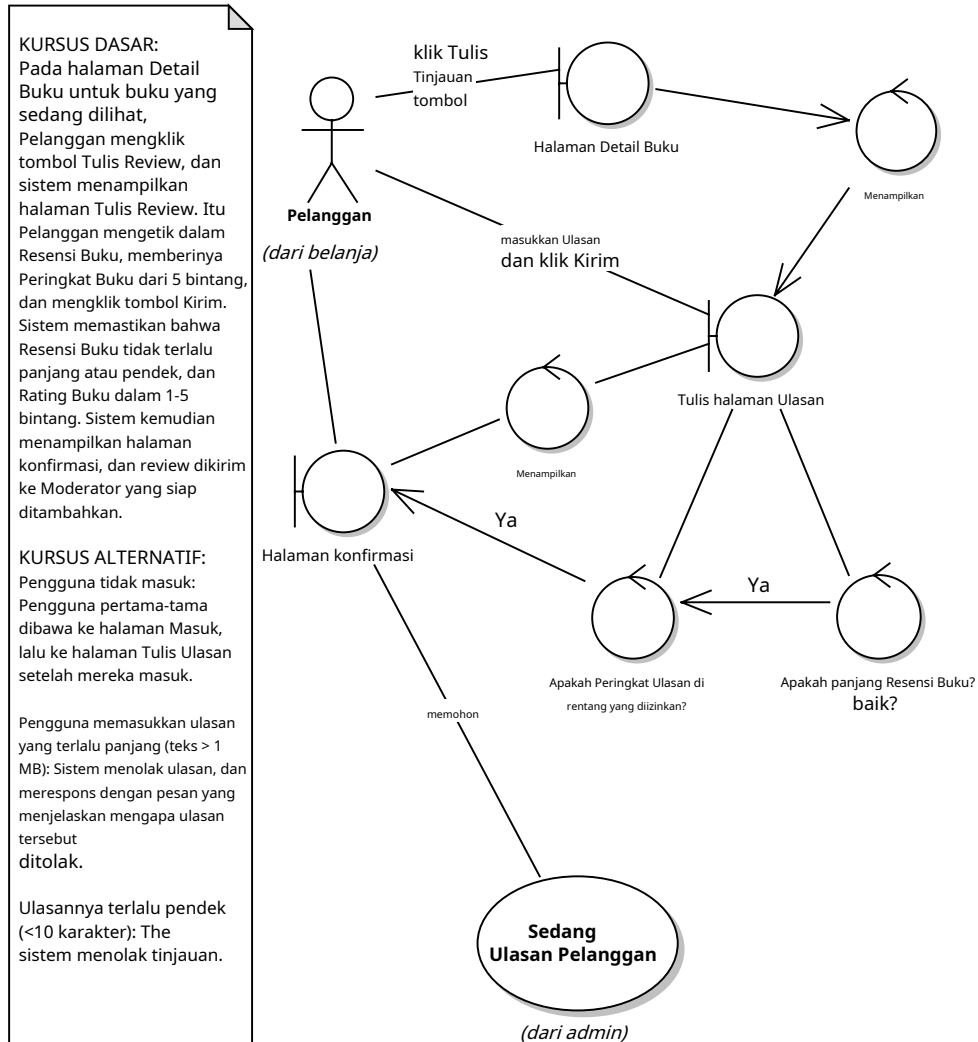 KURSUS DASAR:
Pada halaman Detail
Buku untuk buku yang
sedang dilihat,
Pelanggan mengklik
tombol Tulis Review, dan
sistem menampilkan
halaman Tulis Review. Itu
Pelanggan mengetik dalam
Resensi Buku, memberinya
Peringkat Buku dari 5 bintang,
dan mengklik tombol Kirim.
Sistem memastikan bahwa
Resensi Buku tidak terlalu
panjang atau pendek, dan
Rating Buku dalam 1-5
bintang. Sistem kemudian
menampilkan halaman
konfirmasi, dan review dikirim
ke Moderator yang siap
ditambahkan.
KURSUS ALTERNATIF:
Pengguna tidak masuk:
Pengguna pertama-tama
dibawa ke halaman Masuk,
lalu ke halaman Tulis Ulasan
setelah mereka masuk.
Pengguna memasukkan ulasan
yang terlalu panjang (teks > 1
MB): Sistem menolak ulasan, dan
merespons dengan pesan yang
menjelaskan mengapa ulasan
tersebut
ditolak.
Ulasannya terlalu pendek
(<10 karakter): The
sistem menolak tinjauan.
klik Tulis
Tinjauan
tombol
Halaman Detail Buku
Menampilkan
Pelanggan
(dari belanja)
masukkan Ulasan
dan klik Kirim
Tulis halaman Ulasan
Menampilkan
Halaman konfirmasi
Ya
Ya
Apakah Peringkat Ulasan di
rentang yang diizinkan?
Apakah panjang Resensi Buku?
baik?
memohon
Sedang
Ulasan Pelanggan
(dari admin)